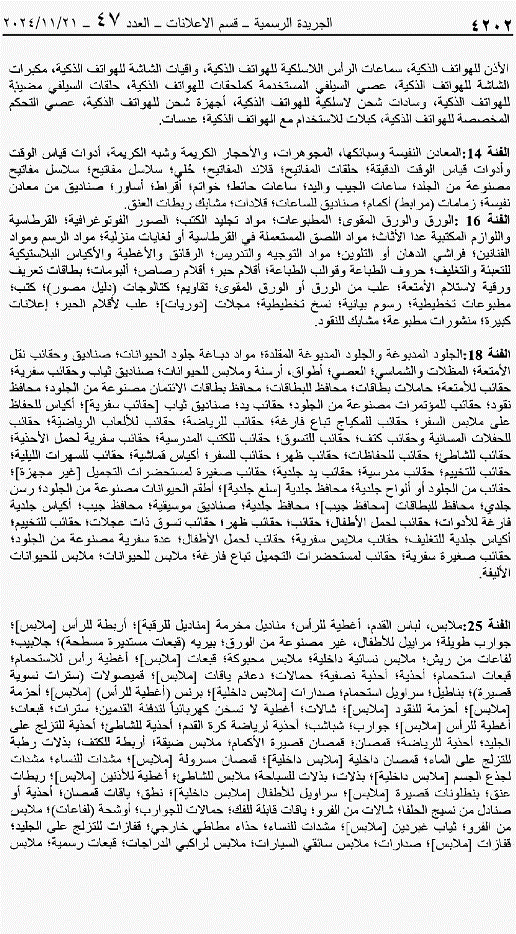 ٤٢٠٢ الجريدة الرسمية ــ قسم الاعلانات ــ العدد ٤٧ ــ ٢٠٢٤/١١/٢١
الأذن للهواتف الذكية، سماعات الرأس اللاسلكية للهواتف الذكية، واقيات الشاشة للهواتف الذكية، مكبرات
الشاشة للهواتف الذكية، عصي السيلفي المستخدمة كملحقات للهواتف الذكية، حلقات السيلفي مضيئة
للهواتف الذكية، وسادات شحن لاسلكية للهواتف الذكية، أجهزة شحن للهواتف الذكية، عصي التحكم
المخصصة للهواتف الذكية، كبلات للاستخدام مع الهواتف الذكية؛ عدسات.
الفئة 14:المعادن النفيسة وسبائكها، المجوهرات، والأحجار الكريمة وشبه الكريمة، أدوات قياس الوقت
وأدوات قياس الوقت الدقيقة؛ حلقات المفاتيح؛ قلائد المفاتيح؛ حُلي؛ سلاسل مفاتيح؛ سلاسل مفاتيح
مصنوعة من الجلد؛ ساعات الجيب واليد؛ ساعات حائط؛ خواتم؛ أقراط؛ أساور؛ صناديق من معادن
نفيسة؛ زمامات (مرابط) أكمام؛ صناديق للساعات؛ قلادات؛ مشابك ربطات العنق.
الفئة 16 :الورق والورق المقوى؛ المطبوعات؛ مواد تجليد الكتب؛ الصور الفوتوغرافية؛ القرطاسية
واللوازم المكتبية عدا الأثاث؛ مواد اللصق المستعملة في القرطاسية أو لغايات منزلية؛ مواد الرسم ومواد
الفنانين؛ فراشي الدهان أو التلوين؛ مواد التوجيه والتدريس؛ الرقائق والأغطية والأكياس البلاستيكية
للتعبئة والتغليف؛ حروف الطباعة وقوالب الطباعة؛ أقلام حبر؛ أقلام رصاص؛ ألبومات؛ بطاقات تعريف
ورقية لاستلام الأمتعة؛ علب من الورق أو الورق المقوى؛ تقاويم؛ كتالوجات (دليل مصور)؛ كتب؛
مطبوعات تخطيطية؛ رسوم بيانية؛ نسخ تخطيطية؛ مجلات [دوريات]؛ علب لأقلام الحبر؛ إعلانات
كبيرة؛ منشورات مطبوعة؛ مشابك للنقود.
الفئة 18:الجلود المدبوغة والجلود المدبوغة المقلدة؛ مواد دباغة جلود الحيوانات؛ صناديق وحقائب نقل
الأمتعة؛ المظلات والشماسي؛ العصي؛ أطواق، أرسنة وملابس للحيوانات؛ صناديق ثياب وحقائب سفرية؛
حقائب للأمتعة؛ حاملات بطاقات؛ محافظ للبطاقات؛ محافظ بطاقات الائتمان مصنوعة من الجلود؛ محافظ
نقود؛ حقائب للمؤتمرات مصنوعة من الجلود؛ حقائب يد؛ صناديق ثياب [حقائب سفرية]؛ أكياس للحفاظ
على ملابس السفر؛ حقائب للمكياج تباع فارغة؛ حقائب للرياضة؛ حقائب للألعاب الرياضية؛ حقائب
للحفلات المسائية وحقائب كتف؛ حقائب للتسوق؛ حقائب للكتب المدرسية؛ حقائب سفرية لحمل الأحذية؛
حقائب للشاطئ؛ حقائب للحفاظات؛ حقائب ظهر؛ حقائب للسفر؛ أكياس قماشية؛ حقائب للسهرات الليلية؛
حقائب للتخييم؛ حقائب مدرسية؛ حقائب يد جلدية؛ حقائب صغيرة لمستحضرات التجميل [غير مجهزة]؛
حقائب من الجلود أو ألواح جلدية؛ محافظ جلدية [سلع جلدية]؛ أطقم الحيوانات مصنوعة من الجلود؛ رسن
جلدي؛ محافظ للبطاقات [محافظ جيب]؛ محافظ جلدية؛ صناديق موسيقية؛ محافظ جيب؛ أكياس جلدية
فارغة للأدوات؛ حقائب لحمل الأطفال؛ حقائب؛ حقائب ظهر؛ حقائب تسوق ذات عجلات؛ حقائب للتخييم؛
أكياس جلدية للتغليف؛ حقائب ملابس سفرية؛ حقائب لحمل الأطفال؛ عدة سفرية مصنوعة من الجلود؛
حقائب صغيرة سفرية؛ حقائب لمستحضرات التجميل تباع فارغة؛ ملابس للحيوانات؛ ملابس للحيوانات
الأليفة.
الفئة 25:ملابس، لباس القدم، أغطية للرأس؛ مناديل مخرمة [مناديل للرقبة]؛ أربطة للرأس [ملابس]؛
جوارب طويلة؛ مراييل للأطفال، غير مصنوعة من الورق؛ بيريه (قبعات مستديرة مسطحة)؛ جلابيب؛
لفاعات من ريش؛ ملابس نسائية داخلية؛ ملابس محبوكة؛ قبعات [ملابس]؛ أغطية رأس للاستحمام؛
قبعات استحمام؛ أحذية؛ أحذية نصفية؛ حمالات؛ دعائم ياقات [ملابس]؛ قميصولات (سترات نسوية
قصيرة)؛ بناطيل؛ سراويل استحمام؛ صدارات [ملابس داخلية]؛ برنس (أغطية للرأس) [ملابس]؛ أحزمة
[ملابس]؛ أحزمة للنقود [ملابس]؛ شالات؛ أغطية لا تسخن كهربائياً لتدفئة القدمين؛ سترات؛ قبعات؛
أغطية للرأس [ملابس]؛ جوارب؛ شباشب؛ أحذية لرياضة كرة القدم؛ أحذية للشاطئ؛ أحذية للتزلج على
الجليد؛ أحذية للرياضة؛ قمصان؛ قمصان قصيرة الأكمام؛ ملابس ضيقة؛ أربطة للكتف؛ بذلات رطبة
للتزلج على الماء؛ قمصان داخلية [ملابس داخلية]؛ قمصان مسرولة [ملابس]؛ مشدات للنساء؛ مشدات
لجذع الجسم [ملابس داخلية]؛ بذلات؛ بذلات للسباحة؛ ملابس للشاطئ؛ أغطية للأذنين [ملابس]؛ ربطات
عنق؛ بنطلونات قصيرة [ملابس]؛ سراويل للأطفال [ملابس داخلية]؛ نطق؛ ياقات قمصان؛ أحذية أو
صنادل من نسيج الحلفا؛ شالات من الفرو؛ ياقات قابلة للفك؛ حمالات للجوارب؛ أوشحة (لفاعات)؛ ملابس
من الفرو؛ ثياب غبردين [ملابس]؛ مشدات للنساء؛ حذاء مطاطي خارجي؛ قفازات للتزلج على الجليد؛
قفازات [ملابس]؛ صدارات؛ ملابس سائقي السيارات؛ ملابس لراكبي الدراجات؛ قبعات رسمية؛ ملابس